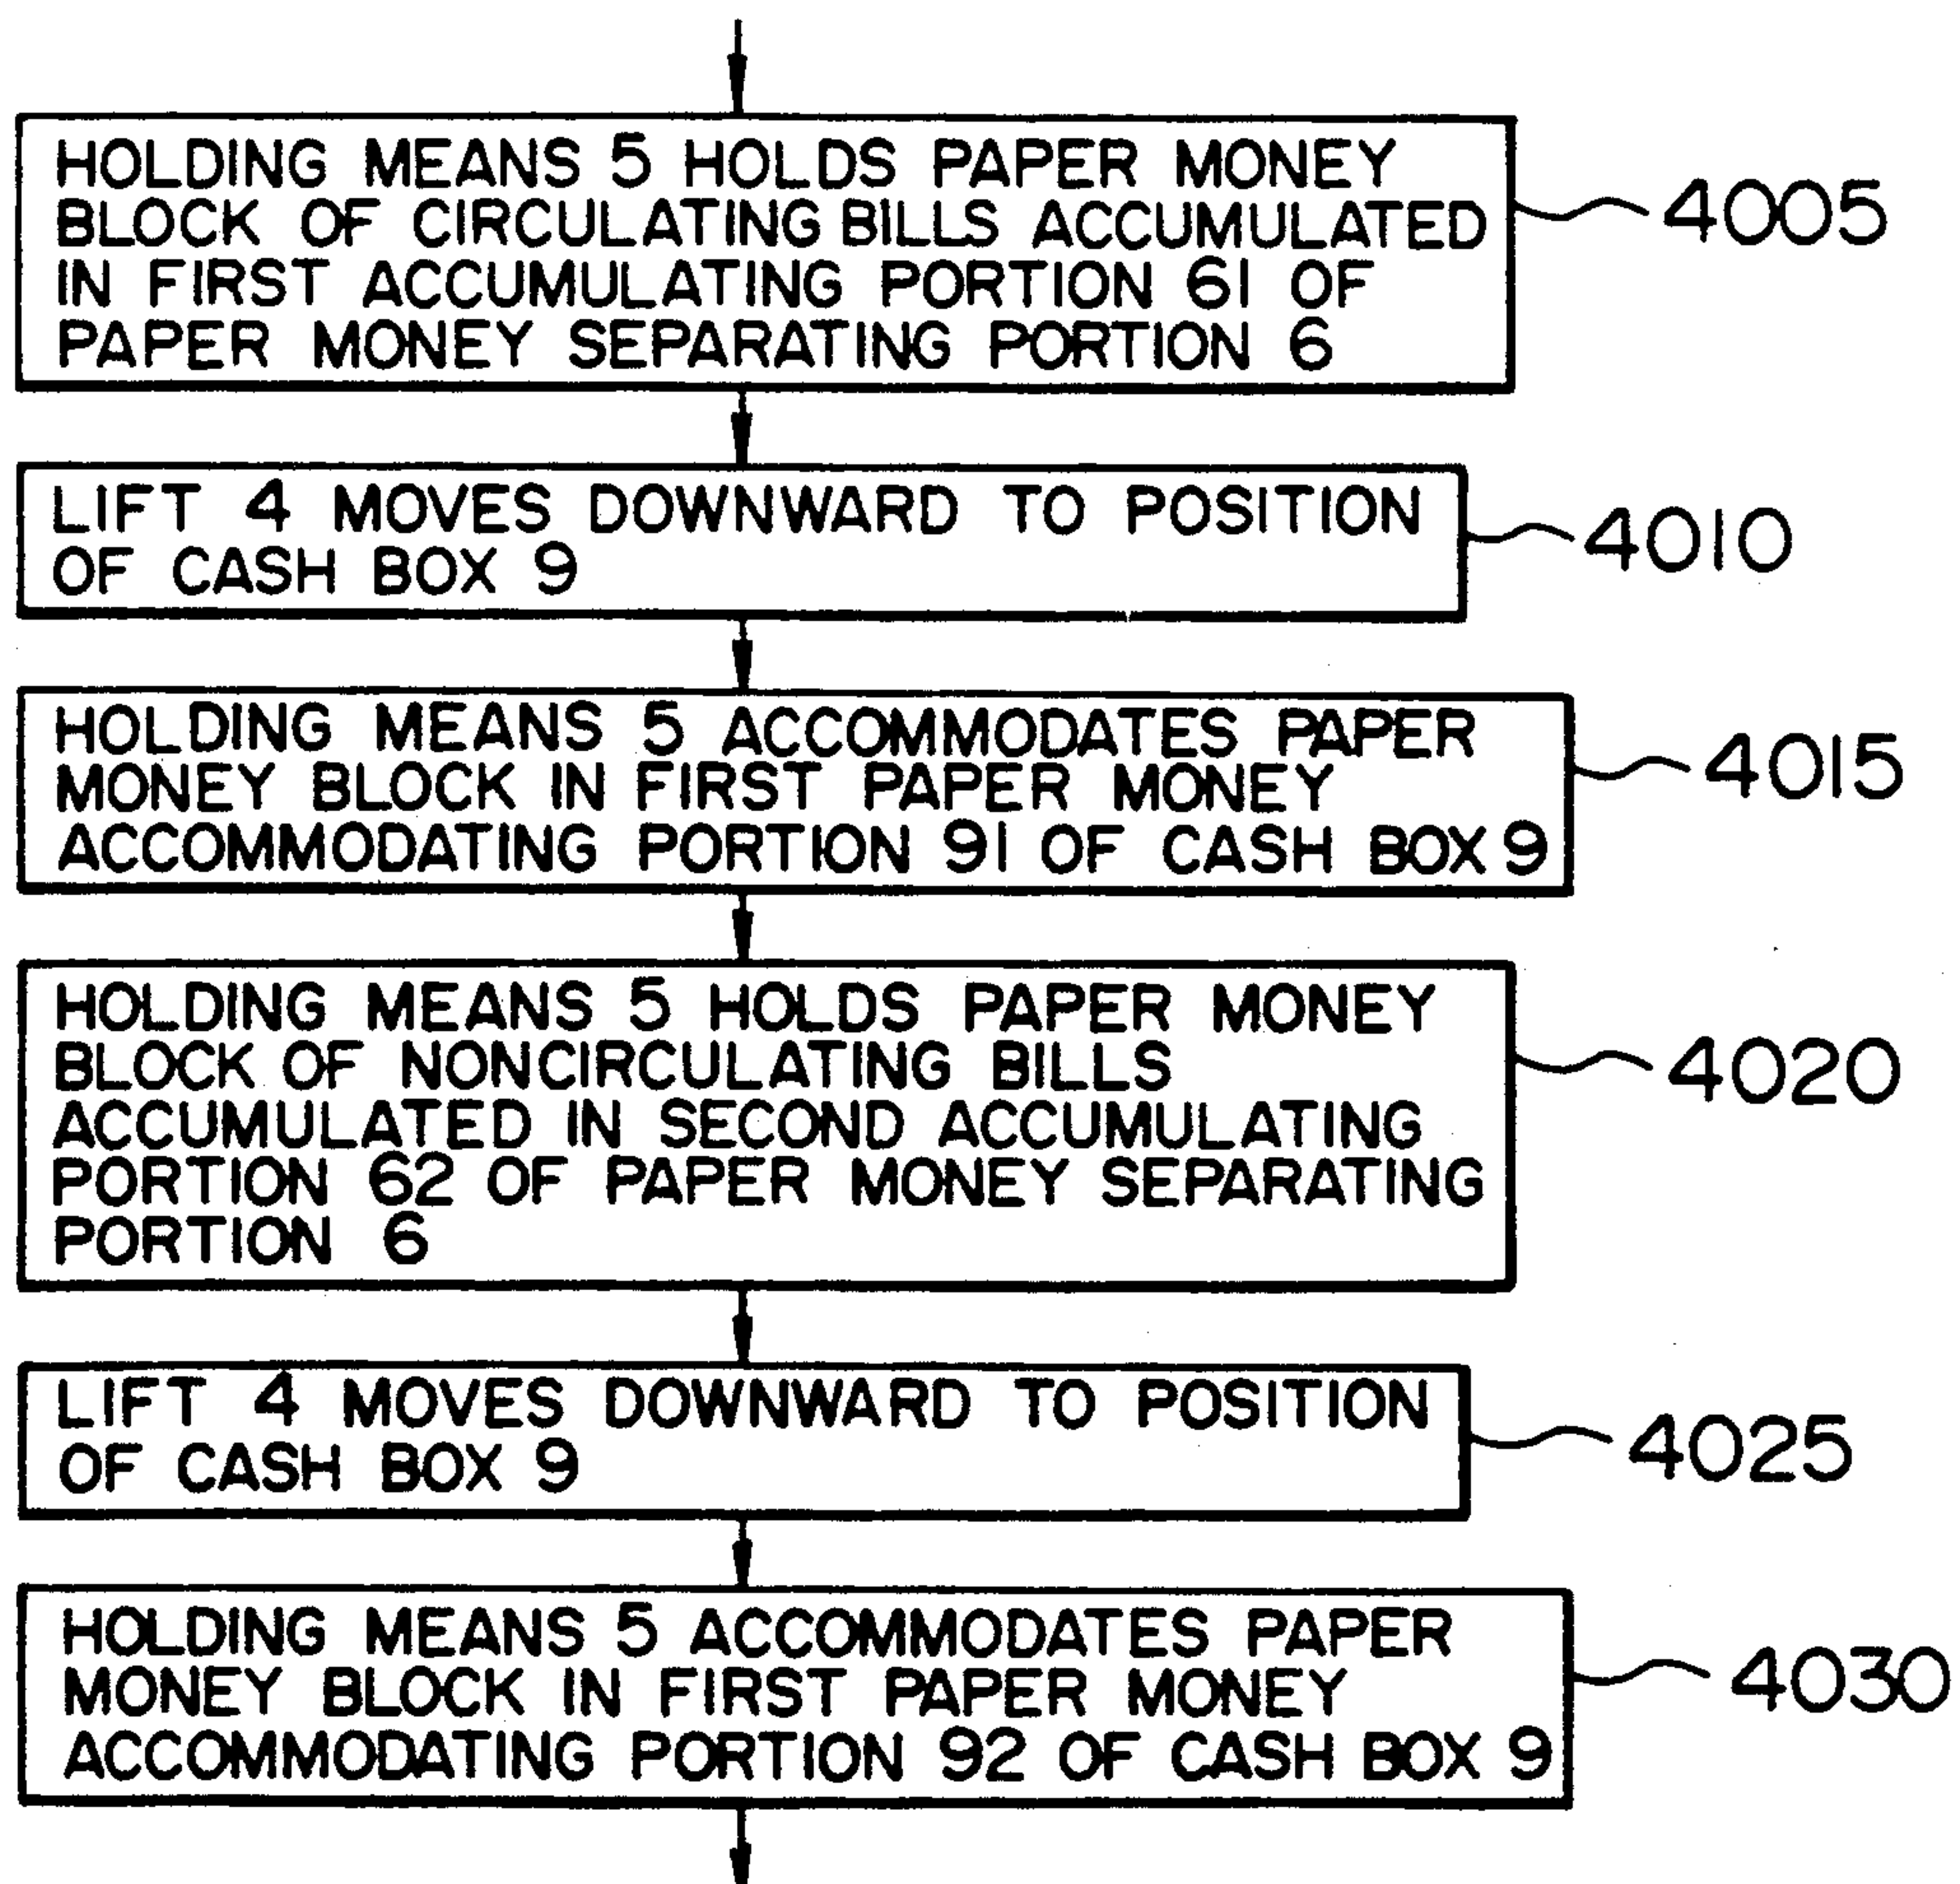 HOLDING MEANS 5 HOLDS PAPER MONEY
BLOCK OF CIRCULATING BILLS ACCUMULATED
IN FIRST ACCUMULATING PORTION 61 OF
PAPER MONEY SEPARATING PORTION 6
4005
LIFT 4 MOVES DOWNWARD TO POSITION
OF CASH BOX 9
4010
HOLDING MEANS 5 ACCOMMODATES PAPER
MONEY BLOCK IN FIRST PAPER MONEY
ACCOMMODATING PORTION 91 OF CASH BOX 9
4015
HOLDING MEANS 5 HOLDS PAPER MONEY
BLOCK OF NONCIRCULATING BILLS
ACCUMULATED IN SECOND ACCUMULATING
PORTION 62 OF PAPER MONEY SEPARATING
PORTION 6
4020
LIFT 4 MOVES DOWNWARD TO POSITION
OF CASH BOX 9
4025
HOLDING MEANS 5 ACCOMMODATES PAPER
MONEY BLOCK IN FIRST PAPER MONEY
ACCOMMODATING PORTION 92 OF CASH BOX 9
4030